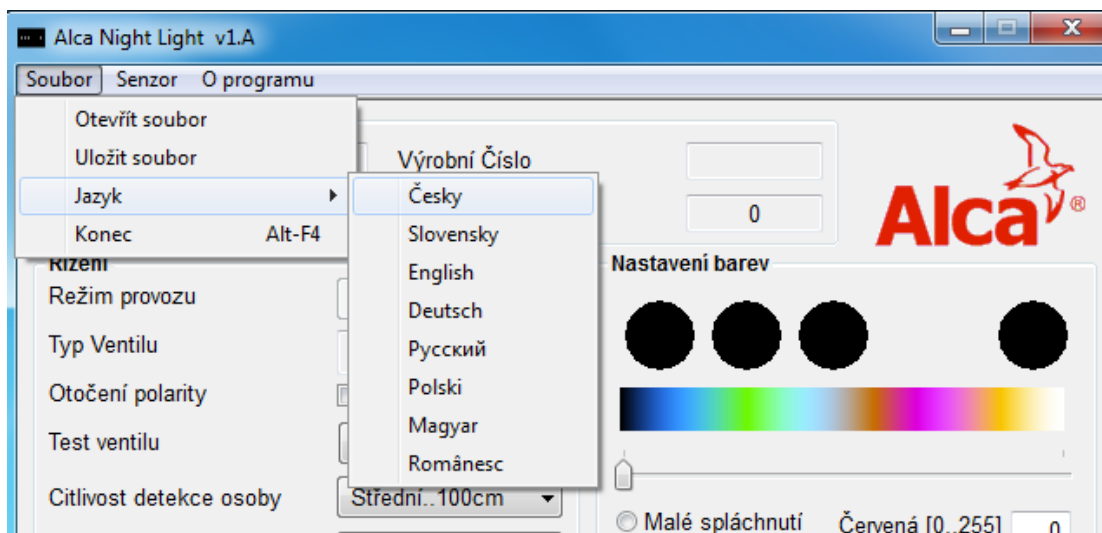 Alca Night Light v1.A
Soubor Senzor O programu
Otevřít soubor
Uložit soubor
Jazyk
Konec Alt-F4
Česky
Slovensky
English
Deutsch
Русский
Polski
Magyar
Românesc
Výrobní Číslo
0
Alca®
Řízení
Režim provozu
Typ Ventilu
Otočení polarity
Test ventilu
Citlivost detekce osoby Střední..100cm
Nastavení barev
Malé spláchnutí Červená [0..255] 0